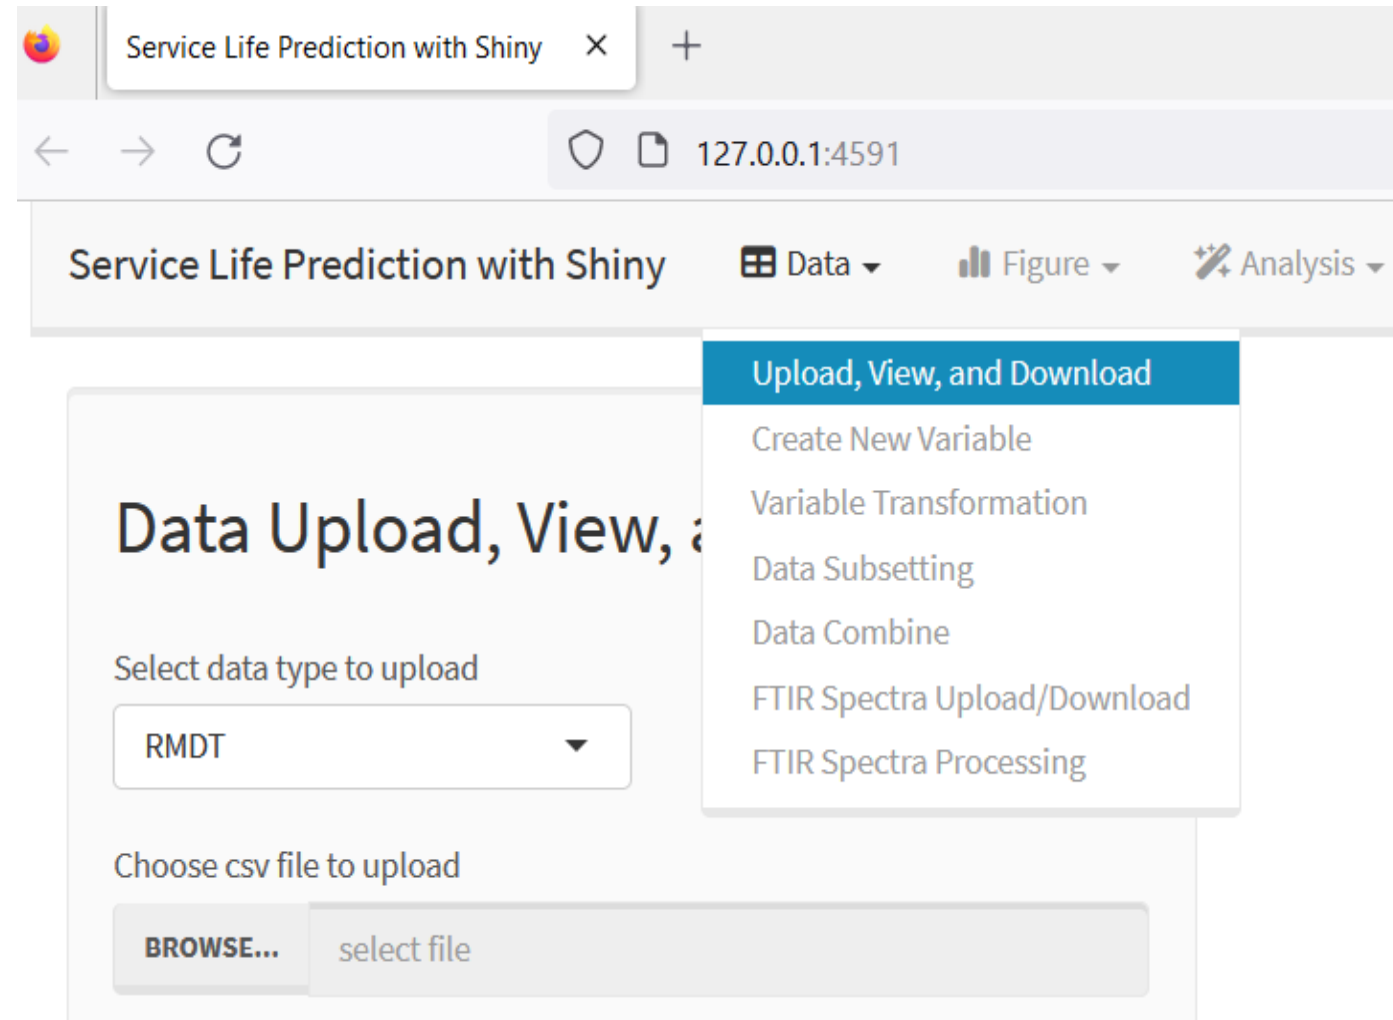 Service Life Prediction with Shiny
127.0.0.1:4591
Service Life Prediction with Shiny Data Figure Analysis
Upload, View, and Download
Create New Variable
Variable Transformation
Data Subsetting
Data Combine
FTIR Spectra Upload/Download
FTIR Spectra Processing
Data Upload, View,
Select data type to upload
RMDT
Choose csv file to upload
BROWSE... select file